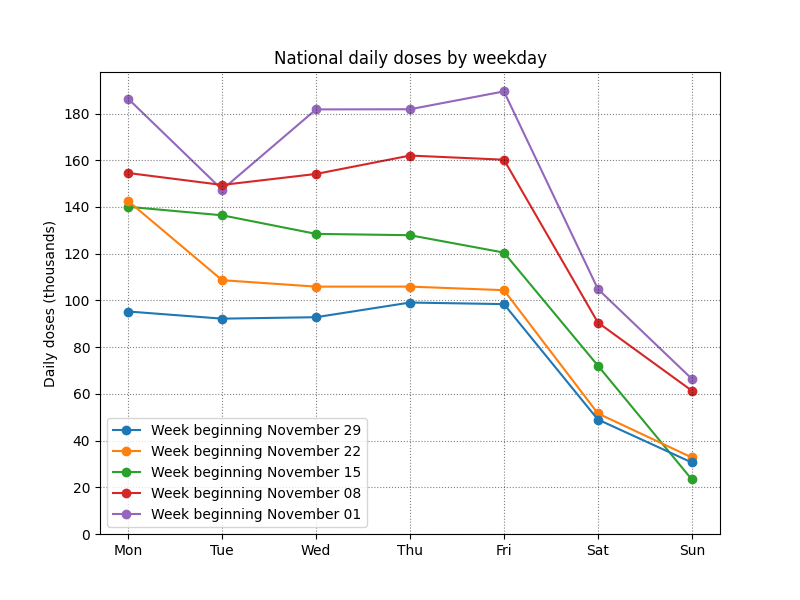 National daily doses by weekday
Daily doses (thousands)
180
160
140
120
100
80
60
40
20
0
Week beginning November 29
Week beginning November 22
Week beginning November 15
Week beginning November 08
Week beginning November 01
Mon Tue Wed Thu Fri Sat Sun